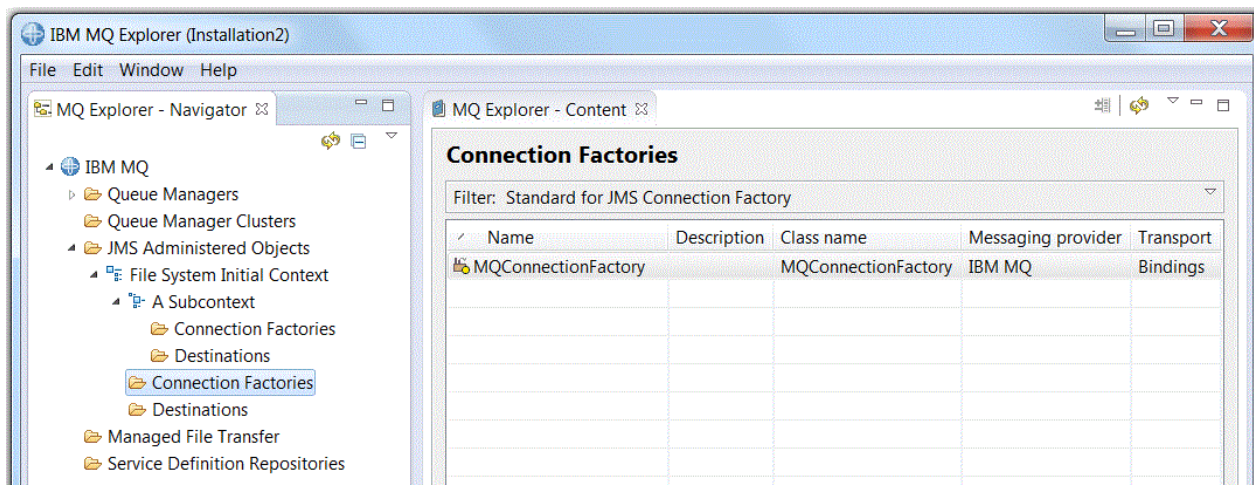 IBM MQ Explorer (Installation2)
File Edit Window Help
MQ Explorer - Navigator
IBM MQ
Queue Managers
Queue Manager Clusters
JMS Administered Objects
File System Initial Context
A Subcontext
Connection Factories
Destinations
Connection Factories
Destinations
Managed File Transfer
Service Definition Repositories
MQ Explorer - Content
Connection Factories
Filter: Standard for JMS Connection Factory
Name Description Class name Messaging provider Transport
MQConnectionFactory MQConnectionFactory IBM MQ Bindings